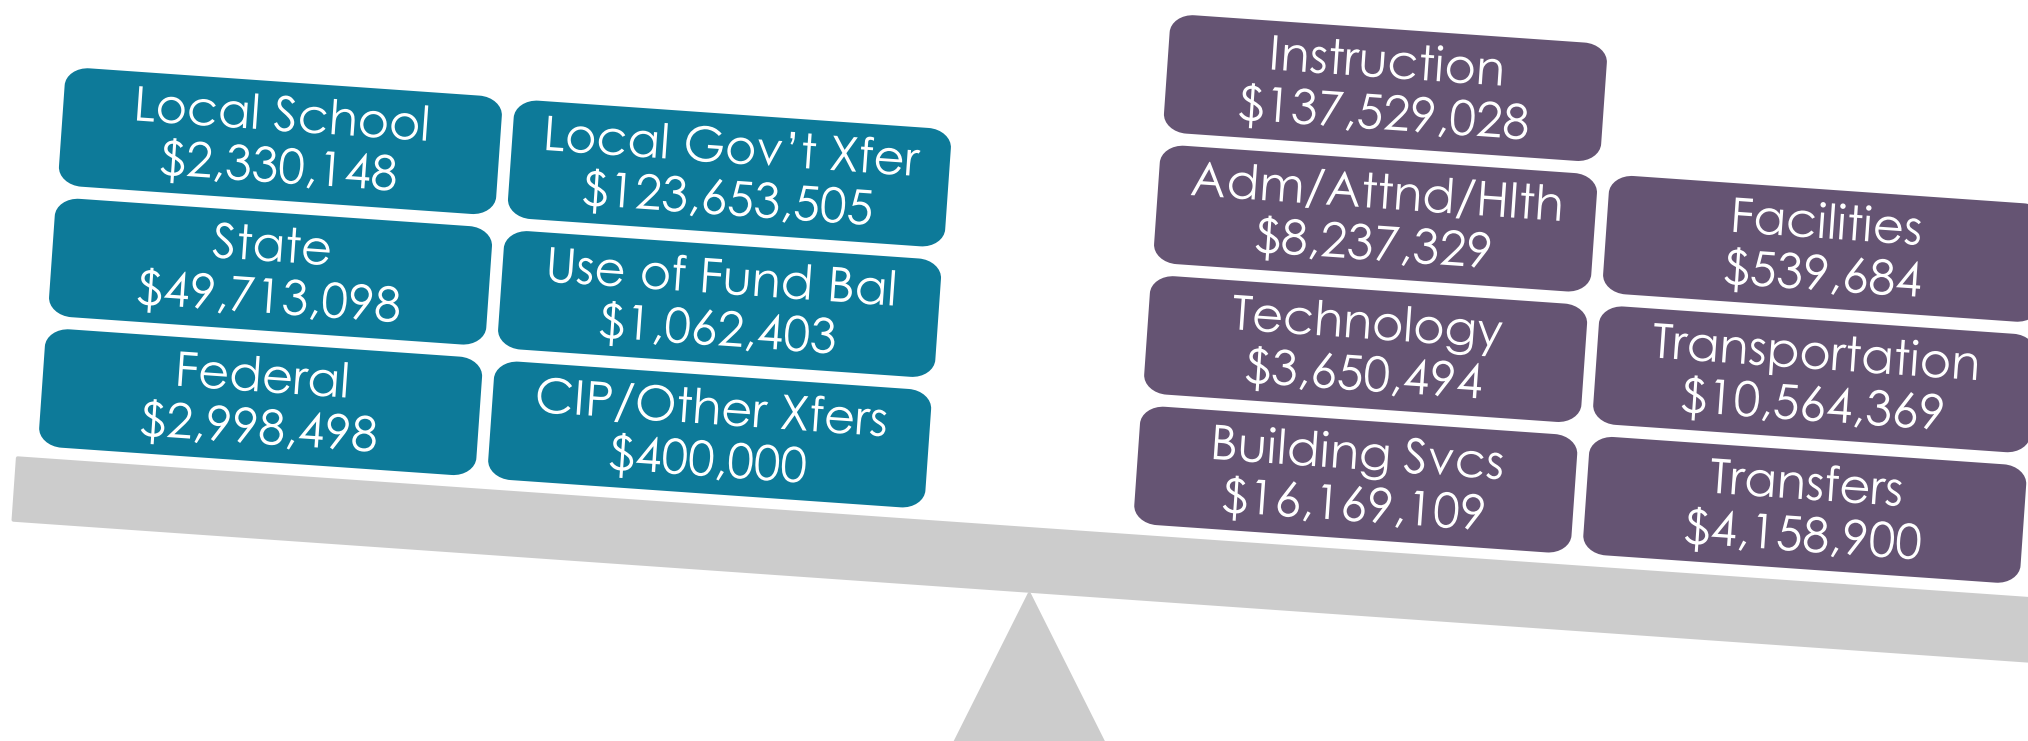 Local School
$2,330,148
State
$49,713,098
Federal
$2,998,498
Local Gov’t Xfer
$123,653,505
Use of Fund Bal
$1,062,403
CIP/Other Xfers
$400,000
Instruction
$137,529,028
Adm/Attnd/Hlth
$8,237,329
Technology
$3,650,494
Building Svcs
$16,169,109
Facilities
$539,684
Transportation
$10,564,369
Transfers
$4,158,900